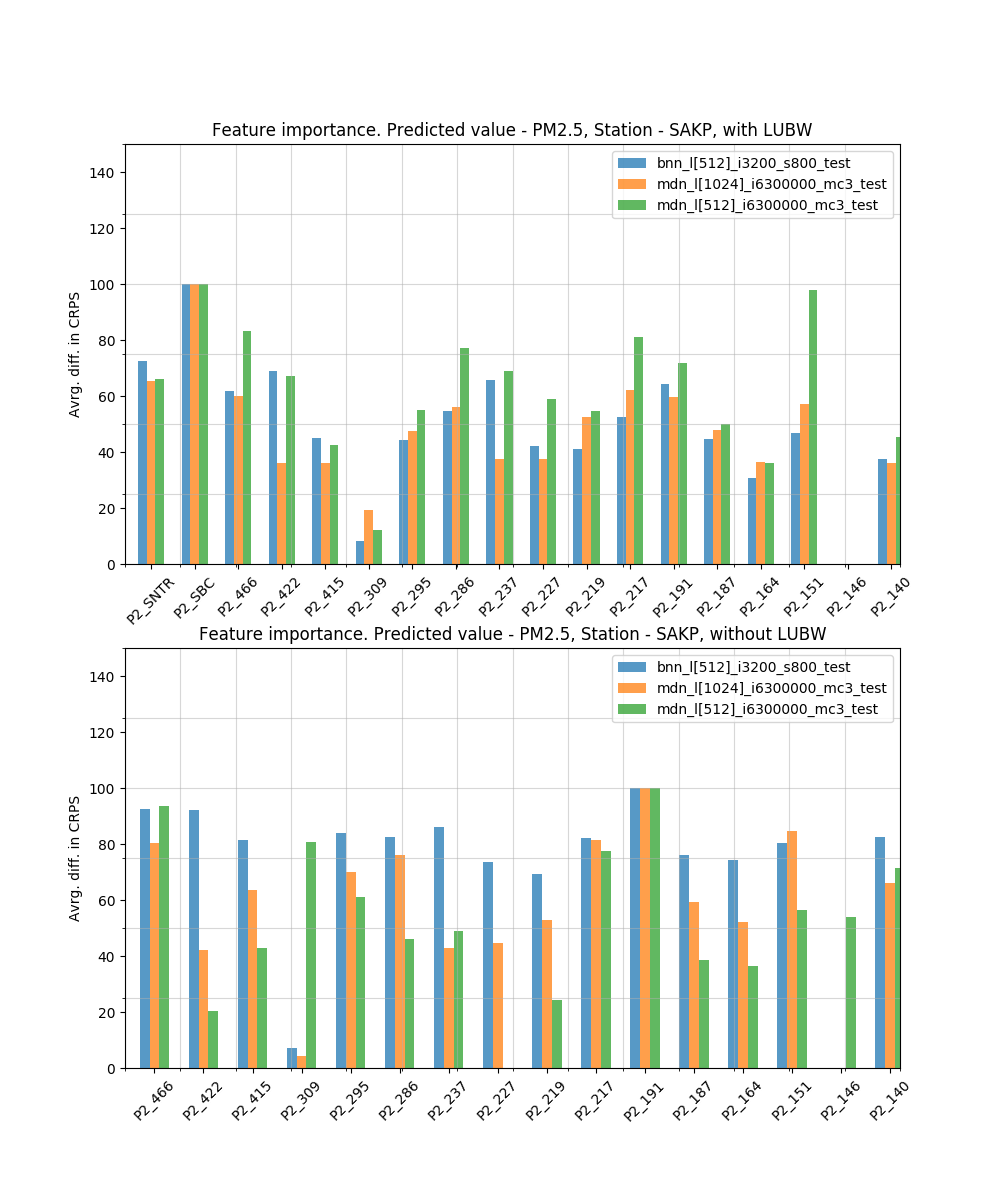 Feature importance. Predicted value - PM2.5, Station - SAKP, with LUBW
bnn_l[512]_i3200_s800_test
mdn_l[1024]_i6300000_mc3_test
mdn_l[512]_i6300000_mc3_test
Avrg. diff. in CRPS
140
120
100
80
60
40
20
0
P2_SNTR P2_SBC P2_466 P2_422 P2_415 P2_309 P2_295 P2_286 P2_237 P2_227 P2_219 P2_217 P2_191 P2_187 P2_164 P2_151 P2_146 P2_140
Feature importance. Predicted value - PM2.5, Station - SAKP, without LUBW
bnn_l[512]_i3200_s800_test
mdn_l[1024]_i6300000_mc3_test
mdn_l[512]_i6300000_mc3_test
Avrg. diff. in CRPS
140
120
100
80
60
40
20
0
P2_466 P2_422 P2_415 P2_309 P2_295 P2_286 P2_237 P2_227 P2_219 P2_217 P2_191 P2_187 P2_164 P2_151 P2_146 P2_140